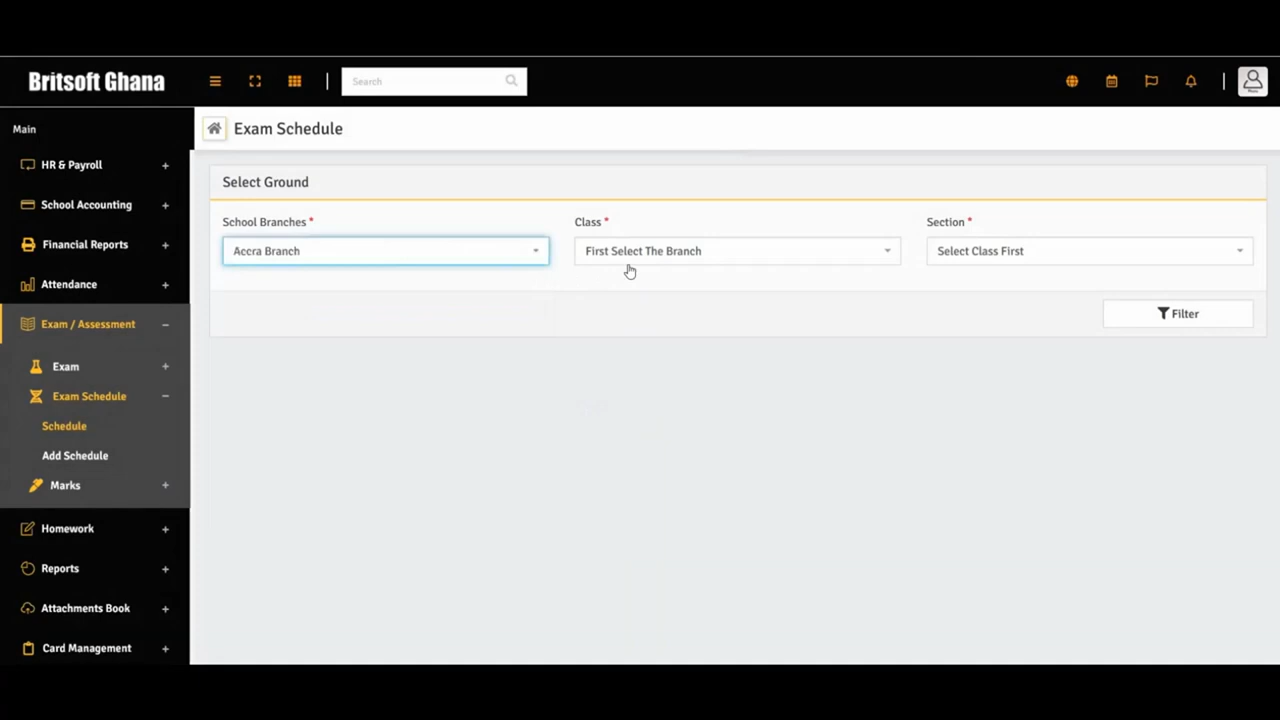 Britsoft Ghana
Search
Main
HR & Payroll +
School Accounting +
Financial Reports +
Attendance +
Exam / Assessment −
Exam +
Exam Schedule −
Schedule
Add Schedule
Marks +
Homework +
Reports +
Attachments Book +
Card Management +
Exam Schedule
Select Ground
School Branches *
Accra Branch
Class *
First Select The Branch
Section *
Select Class First
Filter